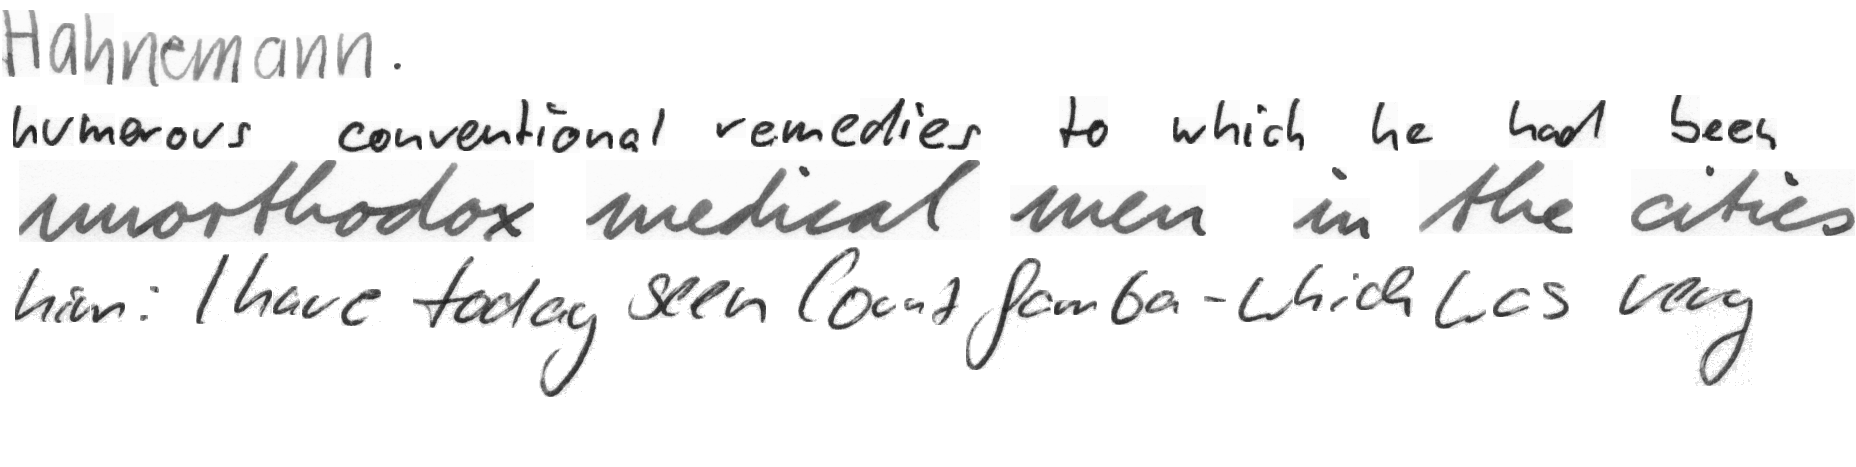 Hahnemann.
humorous conventional remedies to which he had been
unorthodox medical men in the cities
him: I have today seen Count Gamba - which was very